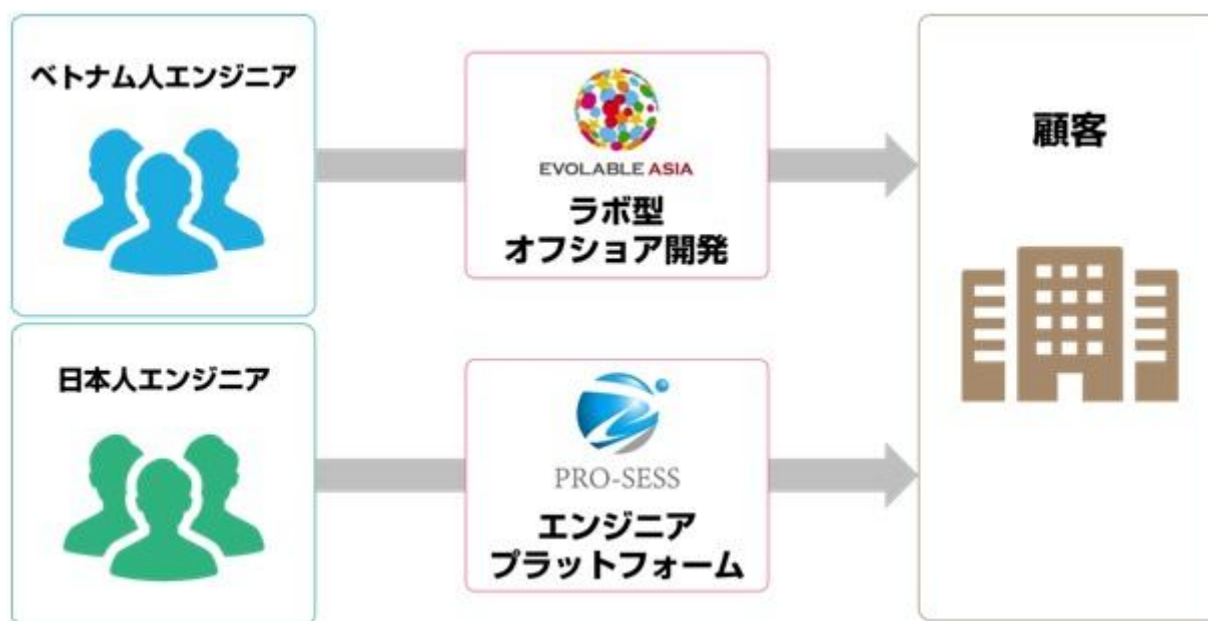 ベトナム人エンジニア
EVOLABLE ASIA
ラボ型
オフショア開発
顧客
日本人エンジニア
PRO-SESS
エンジニア
プラットフォーム